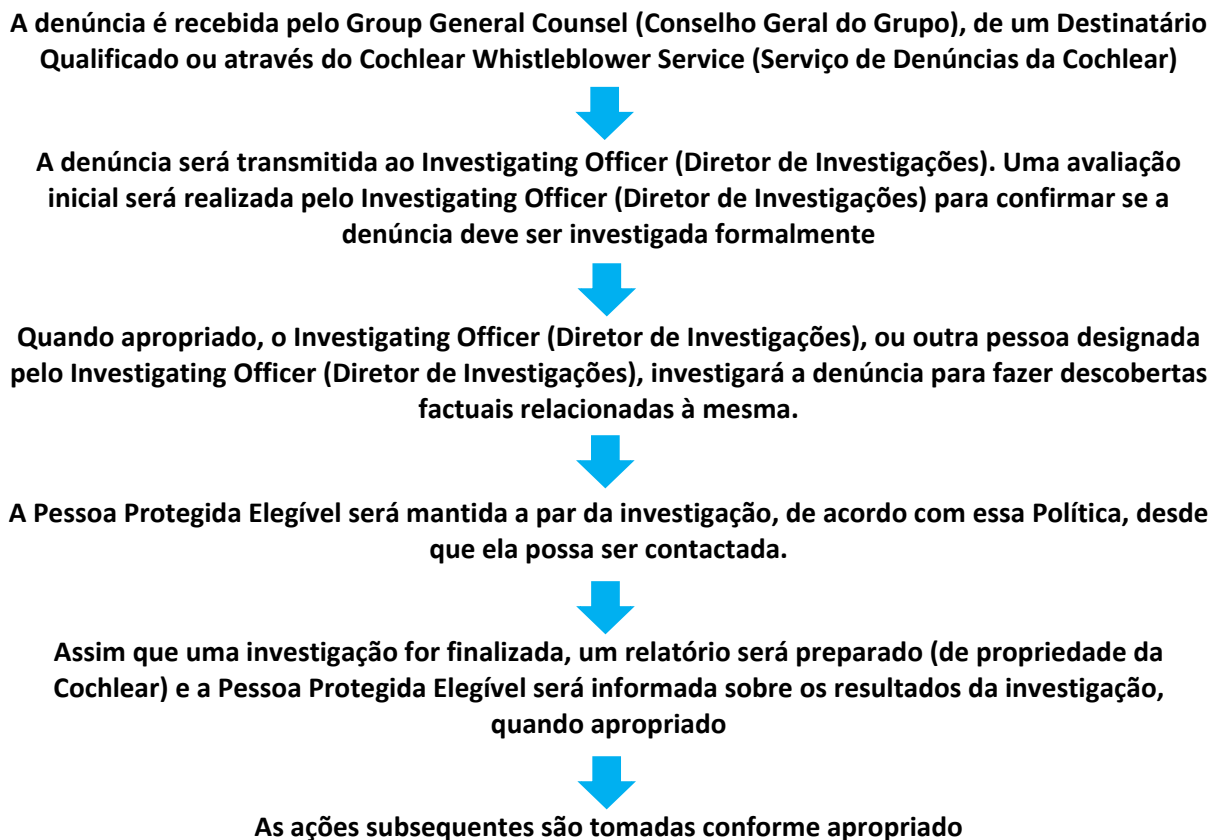 A denúncia é recebida pelo Group General Counsel (Conselho Geral do Grupo), de um Destinatário
Qualificado ou através do Cochlear Whistleblower Service (Serviço de Denúncias da Cochlear)
A denúncia será transmitida ao Investigating Officer (Diretor de Investigações). Uma avaliação
inicial será realizada pelo Investigating Officer (Diretor de Investigações) para confirmar se a
denúncia deve ser investigada formalmente
Quando apropriado, o Investigating Officer (Diretor de Investigações), ou outra pessoa designada
pelo Investigating Officer (Diretor de Investigações), investigará a denúncia para fazer descobertas
factuais relacionadas à mesma.
A Pessoa Protegida Elegível será mantida a par da investigação, de acordo com essa Política, desde
que ela possa ser contactada.
Assim que uma investigação for finalizada, um relatório será preparado (de propriedade da
Cochlear) e a Pessoa Protegida Elegível será informada sobre os resultados da investigação,
quando apropriado
As ações subsequentes são tomadas conforme apropriado